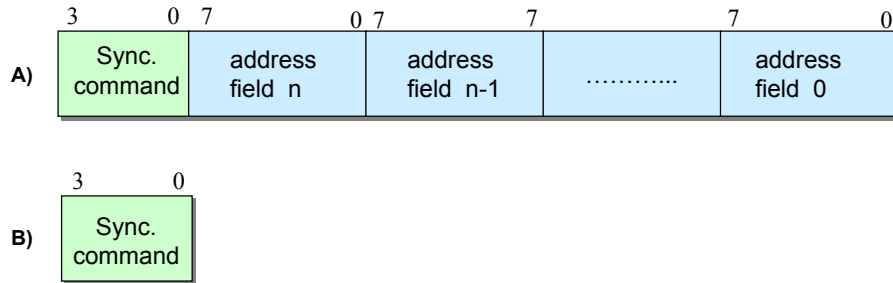 3 0 7 0 7 7 7 0
A)
Sync.
command
address
field n
address
field n-1
………...
address
field 0
3 0
B)
Sync.
command